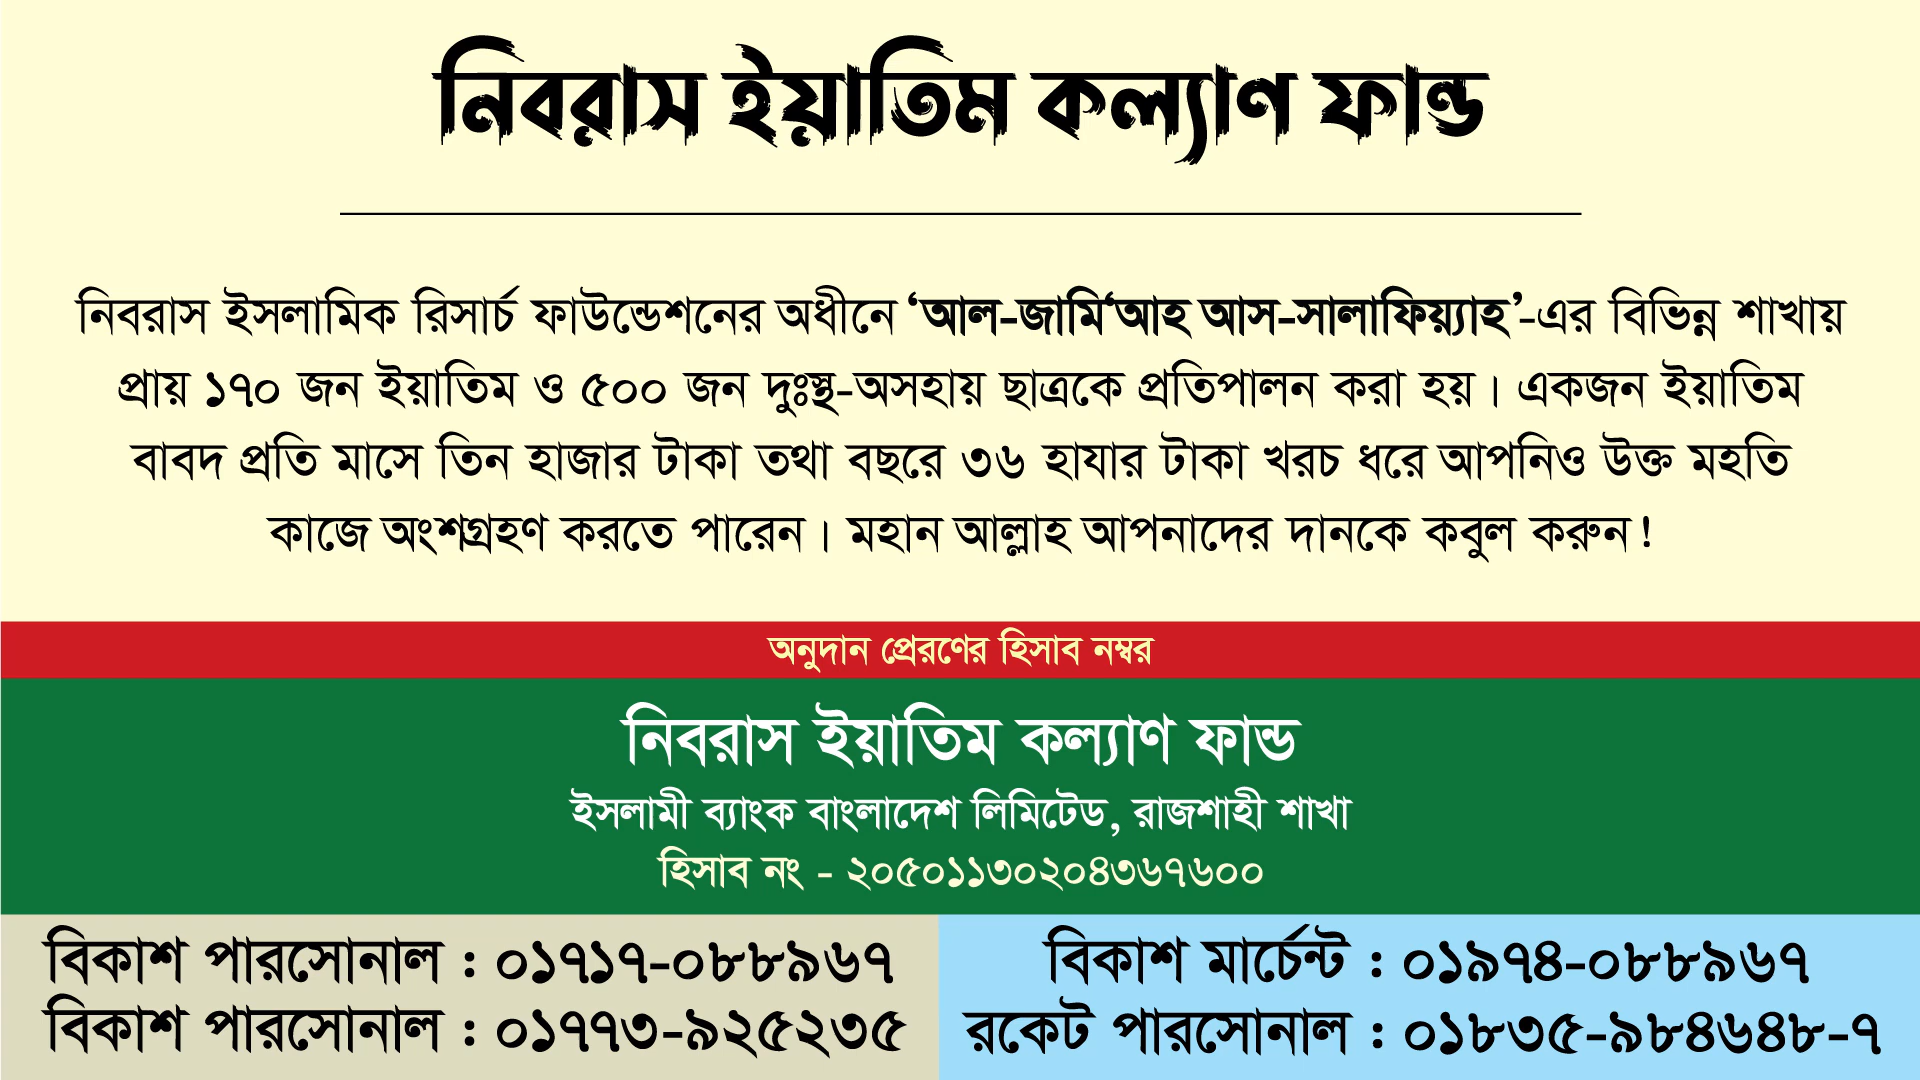 নিবরাস ইয়াতিম কল্যাণ ফান্ড
নিবরাস ইসলামিক রিসার্চ ফাউন্ডেশনের অধীনে ‘আল-জামি‘আহ আস-সালাফিয়্যাহ’-এর বিভিন্ন শাখায়
প্রায় ১৭০ জন ইয়াতিম ও ৫০০ জন দুঃস্থ-অসহায় ছাত্রকে প্রতিপালন করা হয়। একজন ইয়াতিম
বাবদ প্রতি মাসে তিন হাজার টাকা তথা বছরে ৩৬ হাযার টাকা খরচ ধরে আপনিও উক্ত মহতি
কাজে অংশগ্রহণ করতে পারেন। মহান আল্লাহ আপনাদের দানকে কবুল করুন!
অনুদান প্রেরণের হিসাব নম্বর
নিবরাস ইয়াতিম কল্যাণ ফান্ড
ইসলামী ব্যাংক বাংলাদেশ লিমিটেড, রাজশাহী শাখা
হিসাব নং - ২০৫০১১৩০২০৪৩৬৭৬০০
বিকাশ পারসোনাল : ০১৭১৭-০৮৮৯৬৭
বিকাশ পারসোনাল : ০১৭৭৩-৯২৫২৩৫
বিকাশ মার্চেন্ট : ০১৯৭৪-০৮৮৯৬৭
রকেট পারসোনাল : ০১৮৩৫-৯৮৪৬৪৮-৭